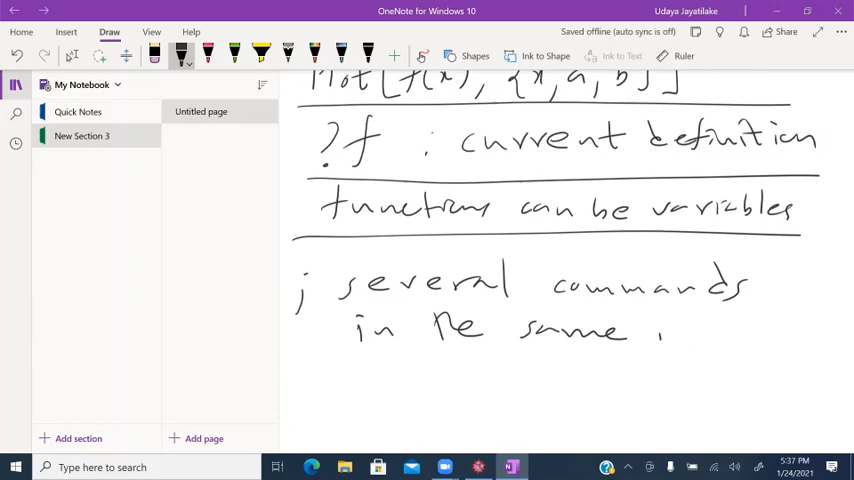 OneNote for Windows 10
Udaya Jayatilake
Home Insert Draw View Help
Saved offline (auto sync is off)
Share
Shapes Ink to Shape Ink to Text Ruler
My Notebook
Quick Notes
New Section 3
Untitled page
Plot[f(x), {x, a, b}]
?f : current definition
functions can be variables
; several commands
in the same
Add section
Add page
Type here to search
5:37 PM
1/24/2021